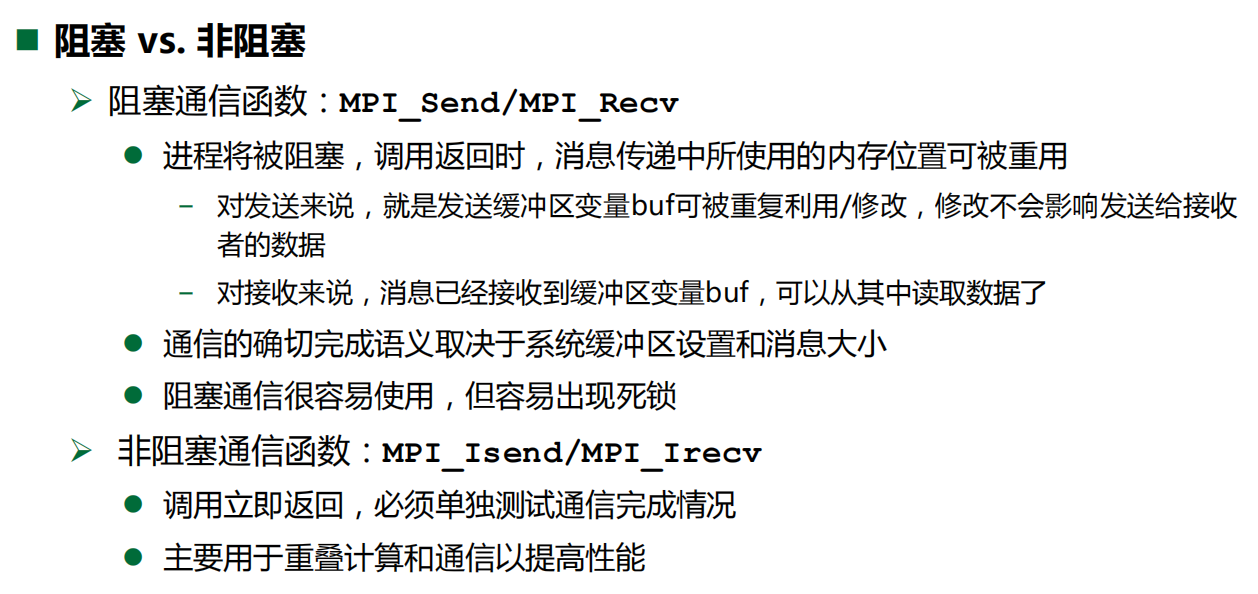 ■ 阻塞 vs. 非阻塞
➢ 阻塞通信函数：MPI_Send/MPI_Recv
● 进程将被阻塞，调用返回时，消息传递中所使用的内存位置可被重用
– 对发送来说，就是发送缓冲区变量buf可被重复利用/修改，修改不会影响发送给接收
者的数据
– 对接收来说，消息已经接收到缓冲区变量buf，可以从其中读取数据了
● 通信的确切完成语义取决于系统缓冲区设置和消息大小
● 阻塞通信很容易使用，但容易出现死锁
➢ 非阻塞通信函数：MPI_Isend/MPI_Irecv
● 调用立即返回，必须单独测试通信完成情况
● 主要用于重叠计算和通信以提高性能